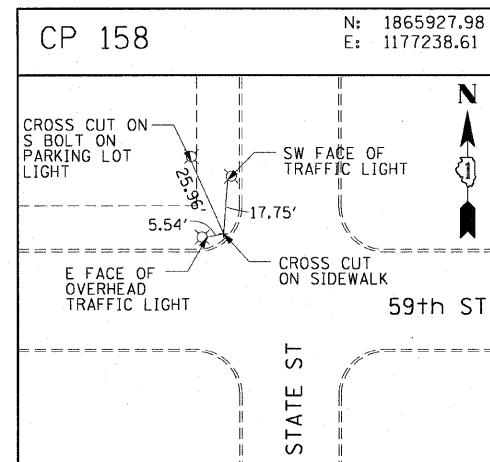 CP 158
N: 1865927.98
E: 1177238.61
N
1
CROSS CUT ON
S BOLT ON
PARKING LOT
LIGHT
SW FACE OF
TRAFFIC LIGHT
25.96'
17.75'
5.54'
E FACE OF
OVERHEAD
TRAFFIC LIGHT
CROSS CUT
ON SIDEWALK
59th ST
STATE ST